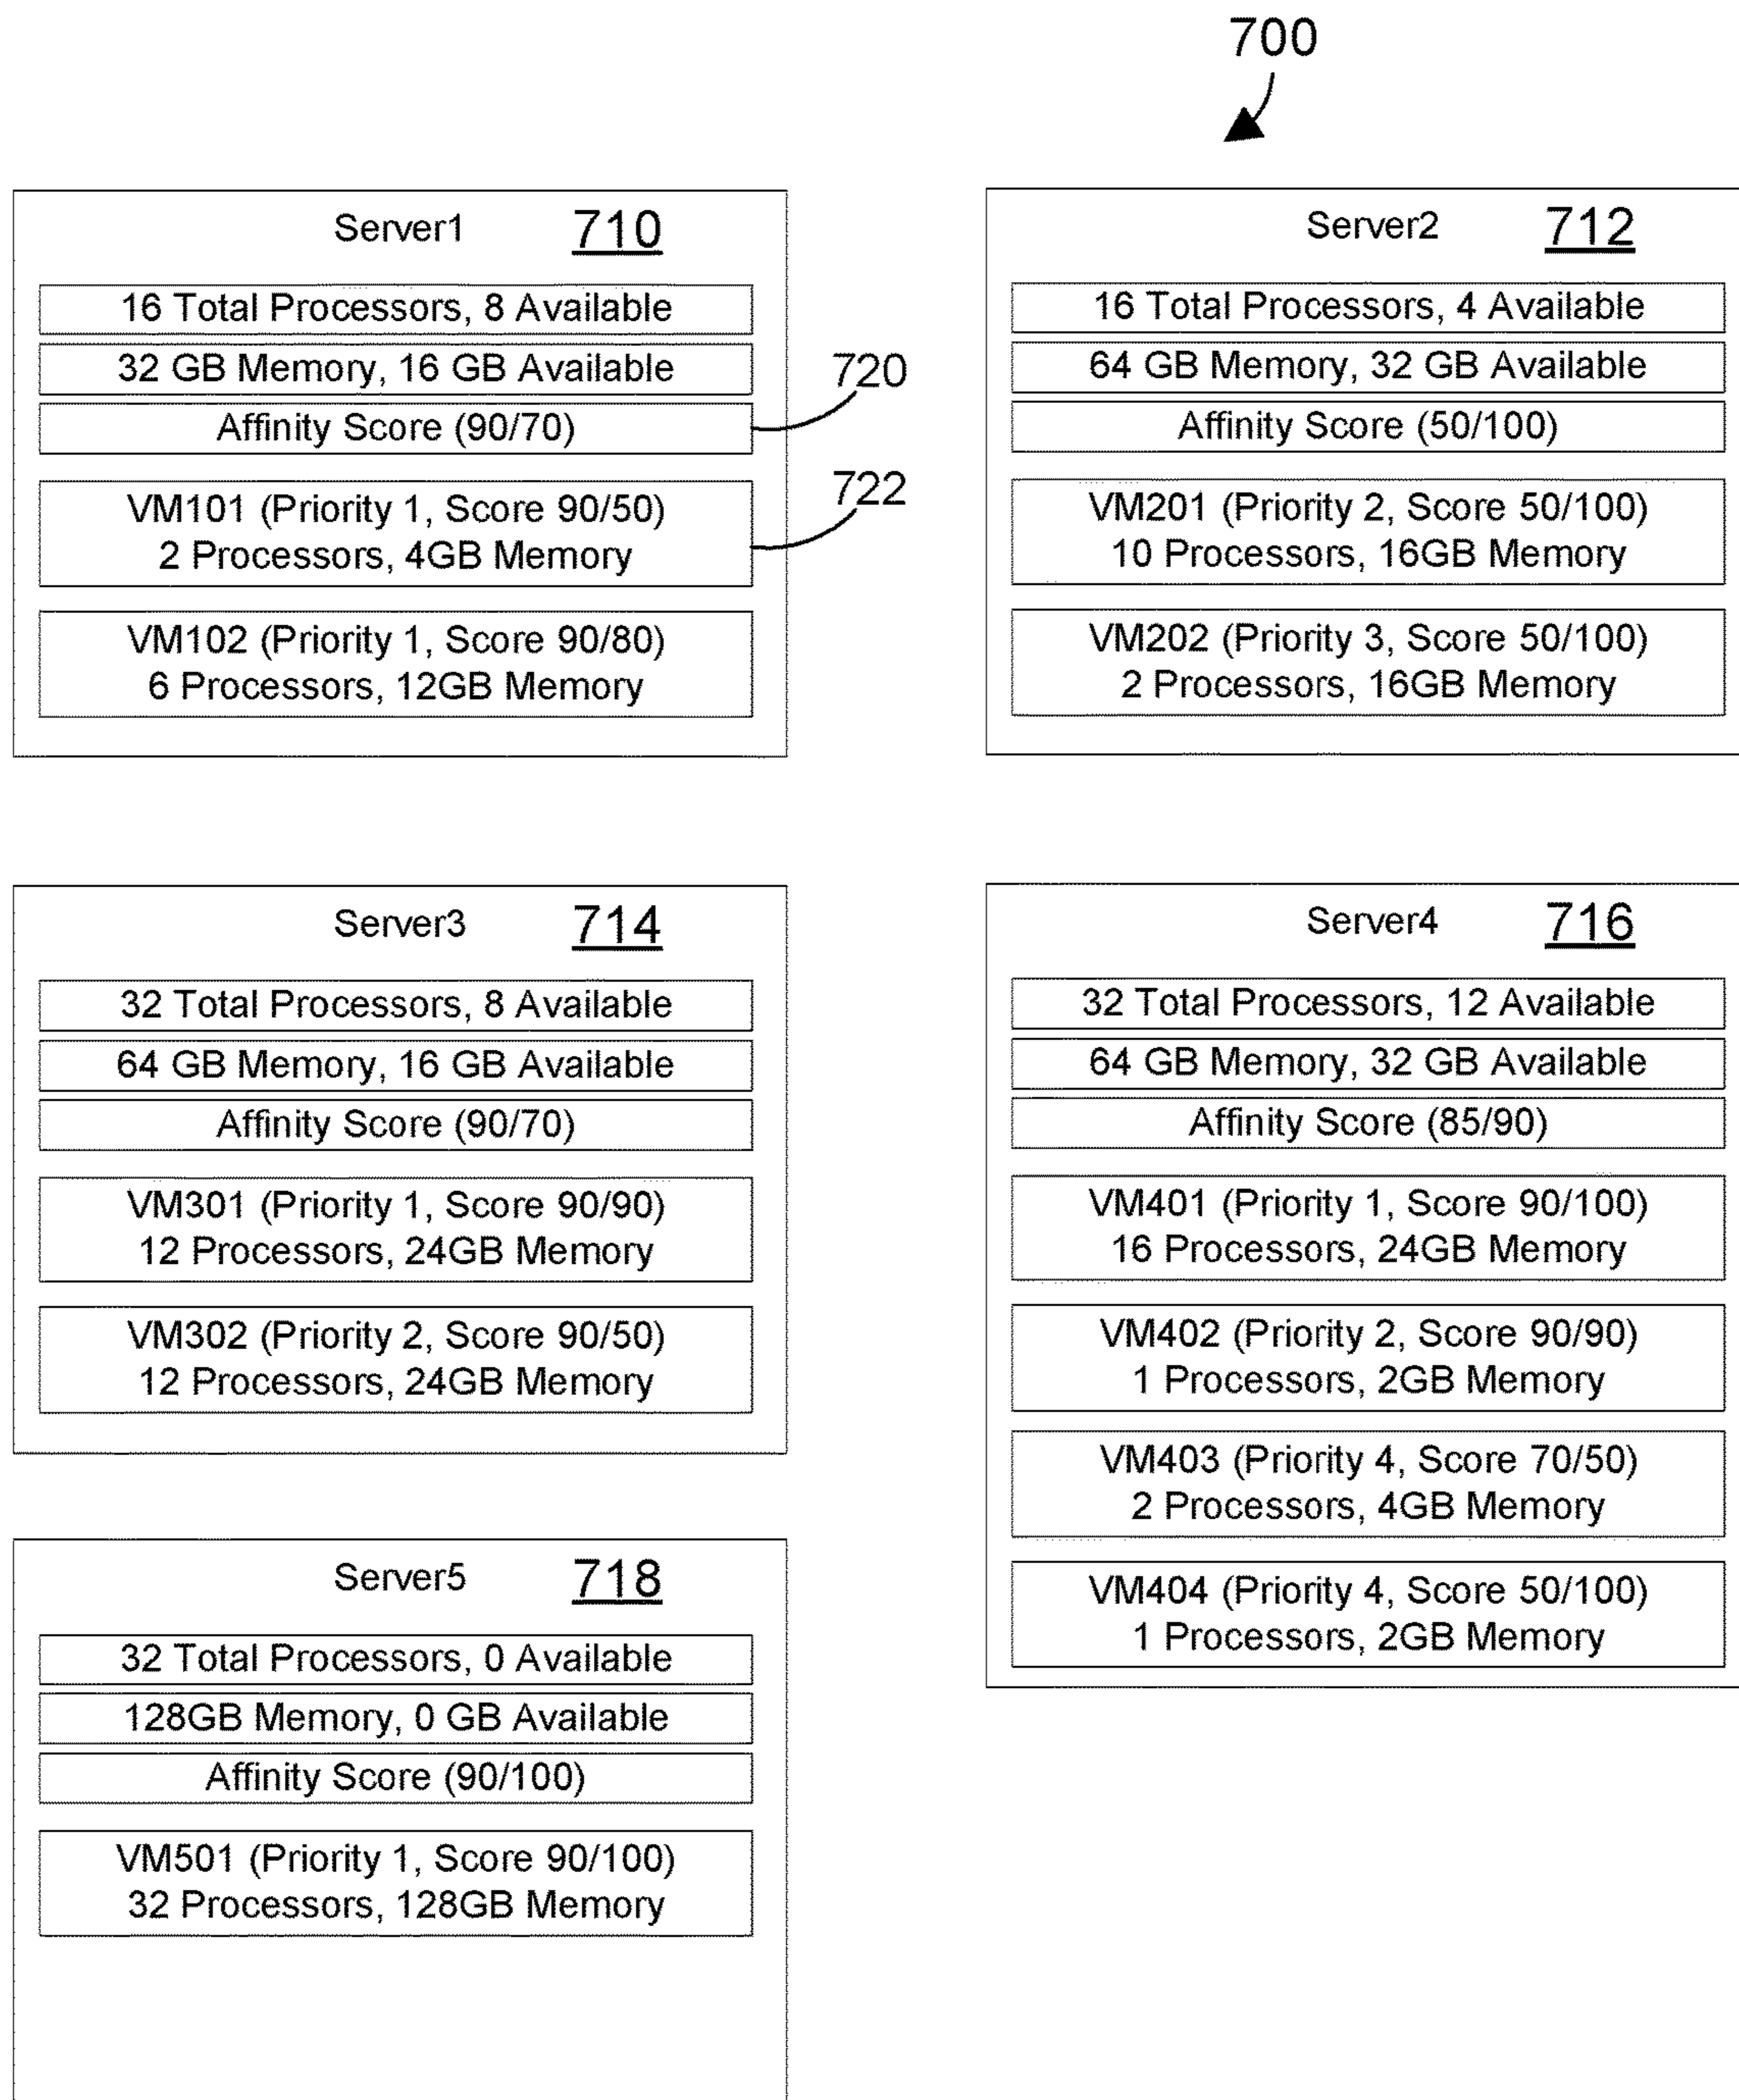 700
Server1 710
16 Total Processors, 8 Available
32 GB Memory, 16 GB Available
Affinity Score (90/70)
720
VM101 (Priority 1, Score 90/50)
2 Processors, 4GB Memory
722
VM102 (Priority 1, Score 90/80)
6 Processors, 12GB Memory
Server2 712
16 Total Processors, 4 Available
64 GB Memory, 32 GB Available
Affinity Score (50/100)
VM201 (Priority 2, Score 50/100)
10 Processors, 16GB Memory
VM202 (Priority 3, Score 50/100)
2 Processors, 16GB Memory
Server3 714
32 Total Processors, 8 Available
64 GB Memory, 16 GB Available
Affinity Score (90/70)
VM301 (Priority 1, Score 90/90)
12 Processors, 24GB Memory
VM302 (Priority 2, Score 90/50)
12 Processors, 24GB Memory
Server4 716
32 Total Processors, 12 Available
64 GB Memory, 32 GB Available
Affinity Score (85/90)
VM401 (Priority 1, Score 90/100)
16 Processors, 24GB Memory
VM402 (Priority 2, Score 90/90)
1 Processors, 2GB Memory
VM403 (Priority 4, Score 70/50)
2 Processors, 4GB Memory
VM404 (Priority 4, Score 50/100)
1 Processors, 2GB Memory
Server5 718
32 Total Processors, 0 Available
128GB Memory, 0 GB Available
Affinity Score (90/100)
VM501 (Priority 1, Score 90/100)
32 Processors, 128GB Memory